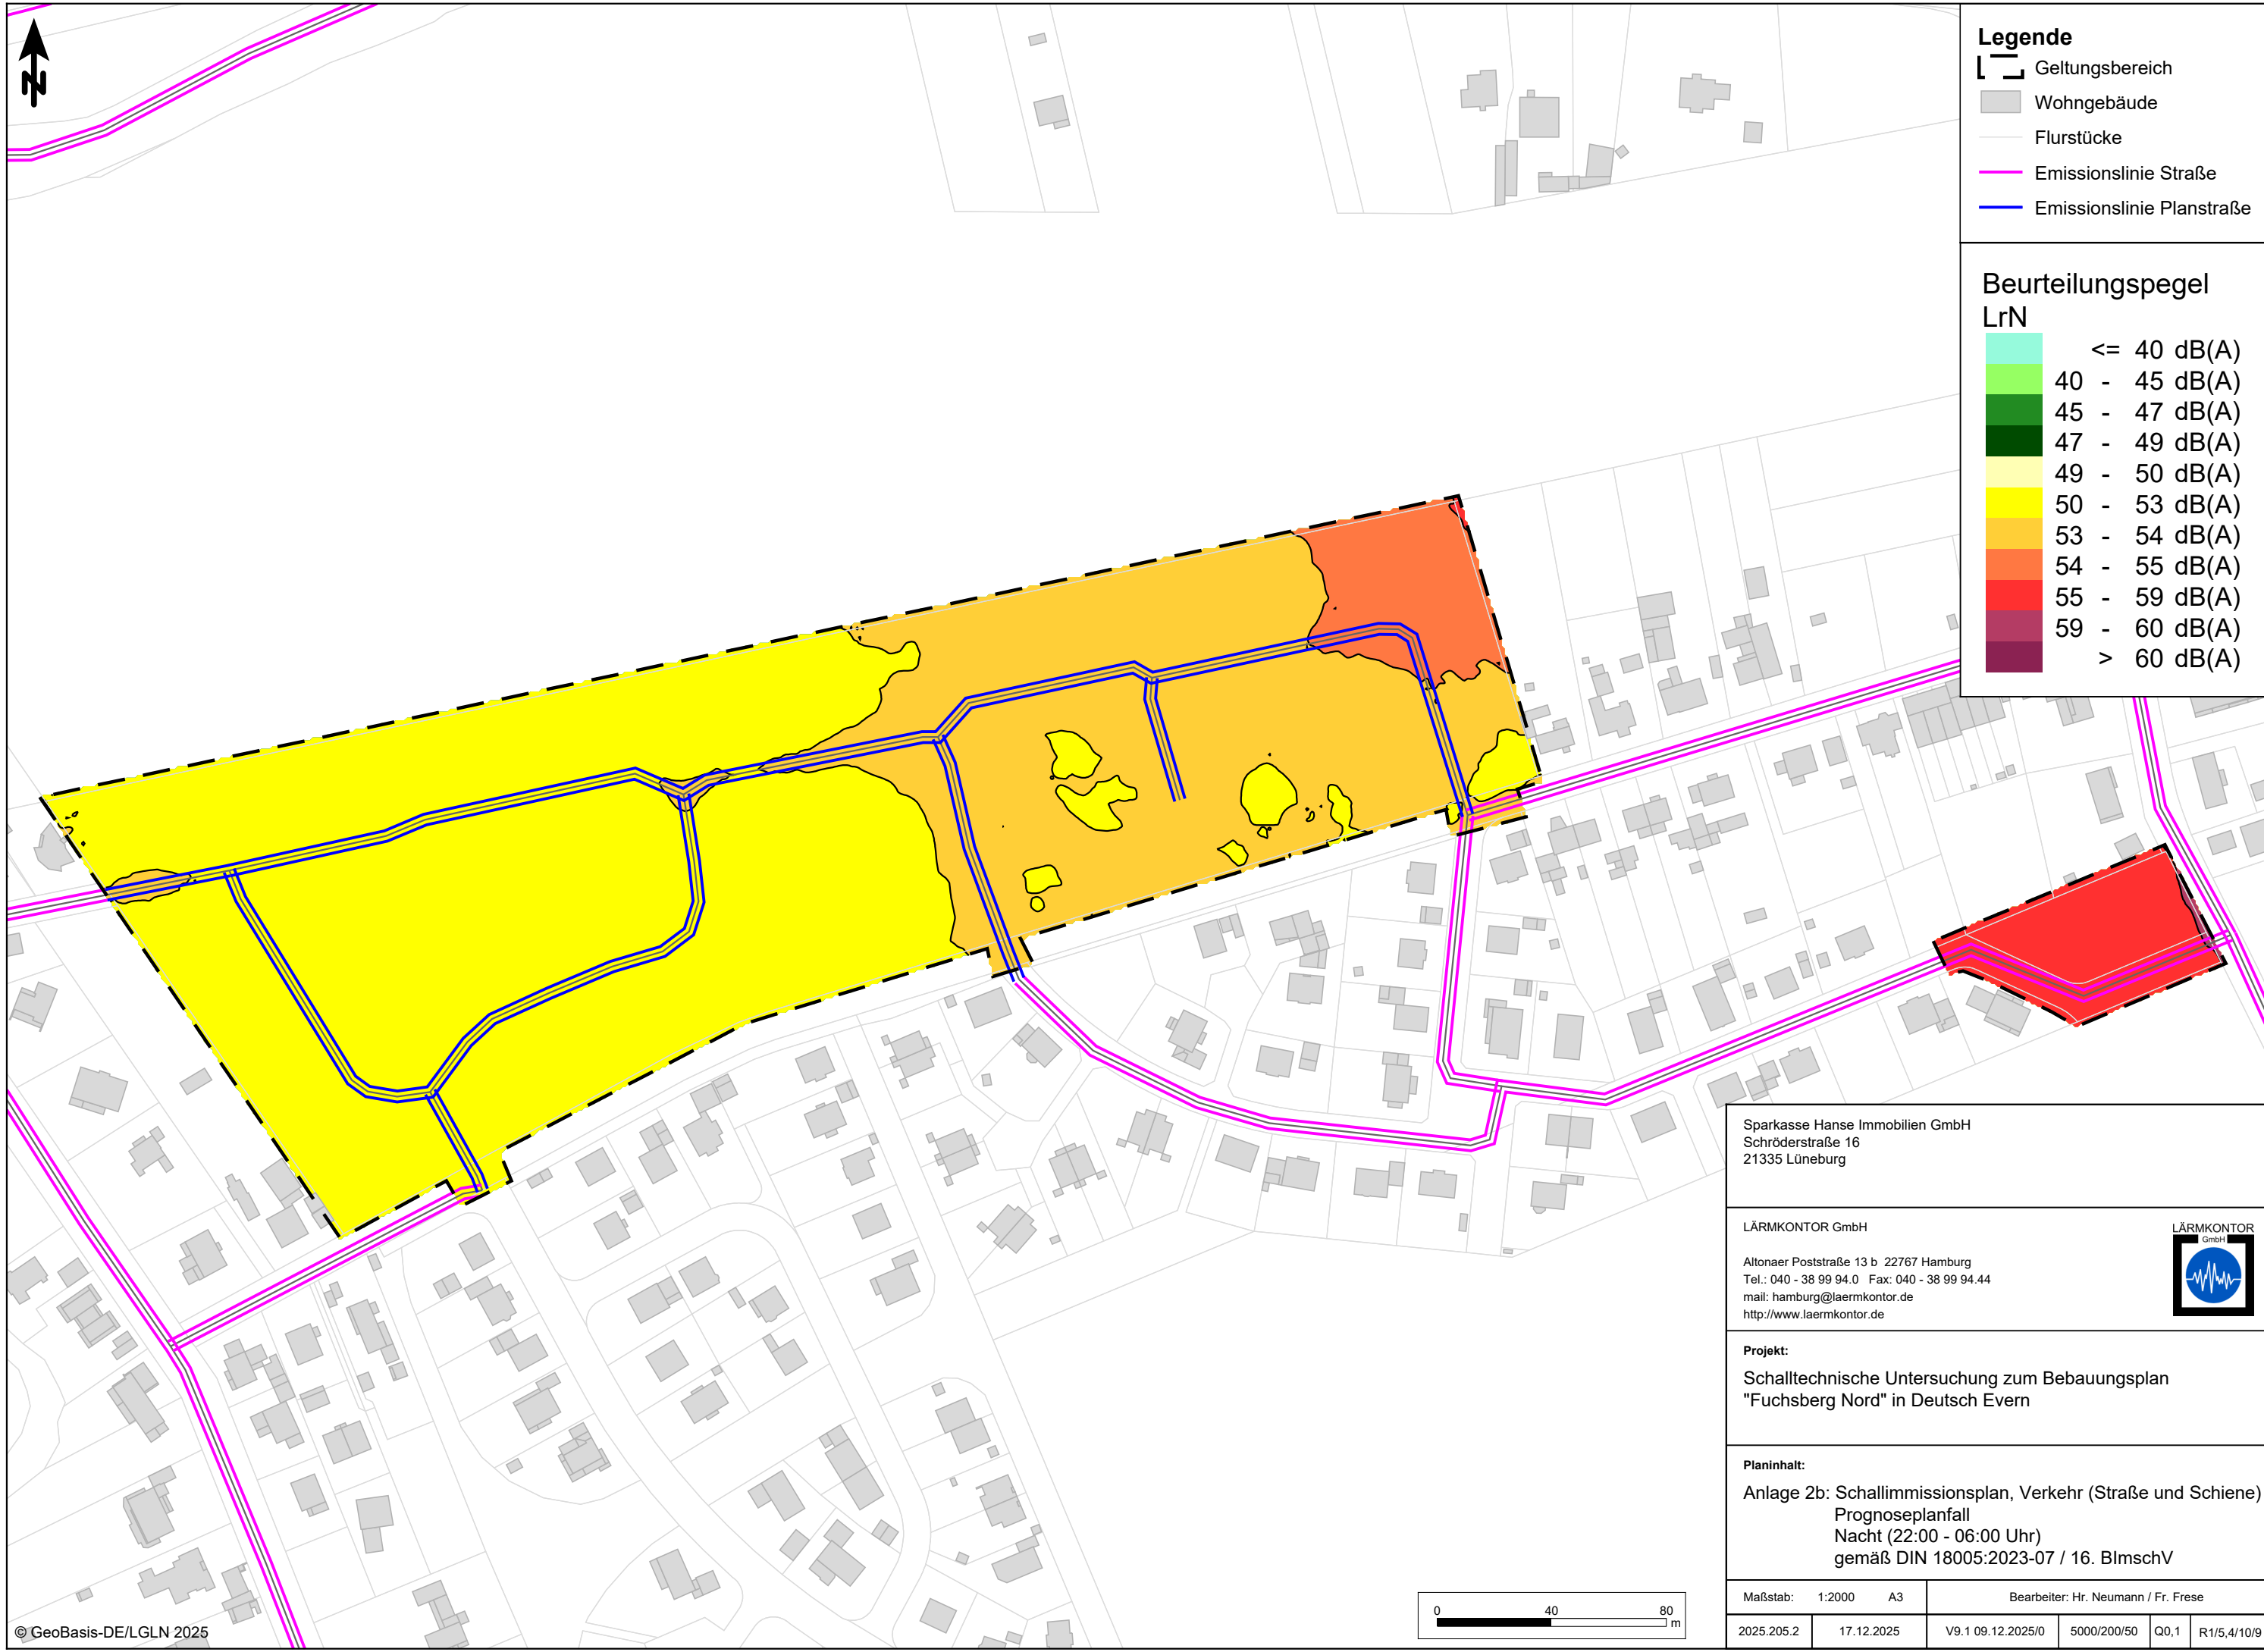 N
Legende
Geltungsbereich
Wohngebäude
Flurstücke
Emissionslinie Straße
Emissionslinie Planstraße
Beurteilungspegel
LrN
<= 40 dB(A)
40 - 45 dB(A)
45 - 47 dB(A)
47 - 49 dB(A)
49 - 50 dB(A)
50 - 53 dB(A)
53 - 54 dB(A)
54 - 55 dB(A)
55 - 59 dB(A)
59 - 60 dB(A)
> 60 dB(A)
Sparkasse Hanse Immobilien GmbH
Schröderstraße 16
21335 Lüneburg
LÄRMKONTOR GmbH
Altonaer Poststraße 13 b 22767 Hamburg
Tel.: 040 - 38 99 94.0 Fax: 040 - 38 99 94.44
mail: hamburg@laermkontor.de
http://www.laermkontor.de
LÄRMKONTOR
GmbH
Projekt:
Schalltechnische Untersuchung zum Bebauungsplan
"Fuchsberg Nord" in Deutsch Evern
Planinhalt:
Anlage 2b: Schallimmissionsplan, Verkehr (Straße und Schiene)
Prognoseplanfall
Nacht (22:00 - 06:00 Uhr)
gemäß DIN 18005:2023-07 / 16. BImschV
Maßstab: 1:2000 A3 Bearbeiter: Hr. Neumann / Fr. Frese
2025.205.2 17.12.2025 V9.1 09.12.2025/0 5000/200/50 Q0,1 R1/5,4/10/9
0 40 80
m
© GeoBasis-DE/LGLN 2025